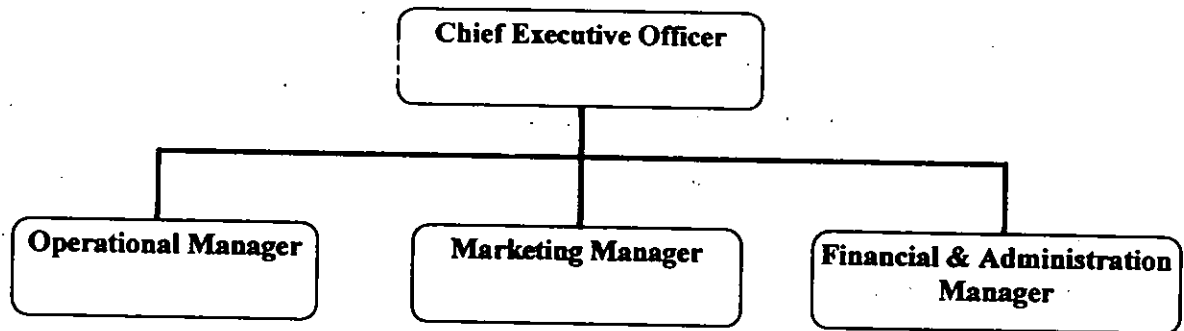 Chief Executive Officer
Operational Manager
Marketing Manager
Financial & Administration
Manager